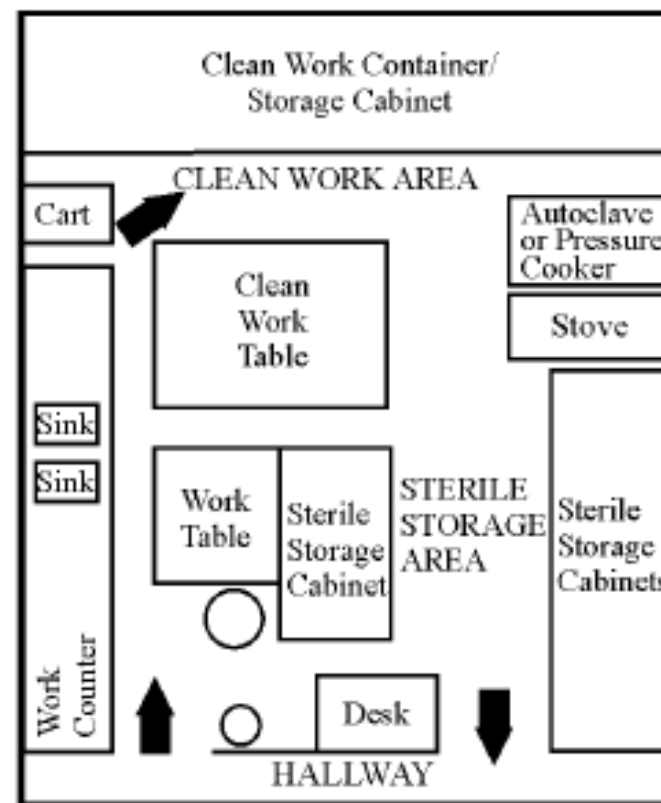 Clean Work Container/
Storage Cabinet
CLEAN WORK AREA
Cart
Autoclave
or Pressure
Cooker
Clean
Work
Table
Stove
Sink
Sink
Work
Table
Sterile
Storage
Cabinet
STERILE
STORAGE
AREA
Sterile
Storage
Cabinets
Work
Counter
Desk
HALLWAY